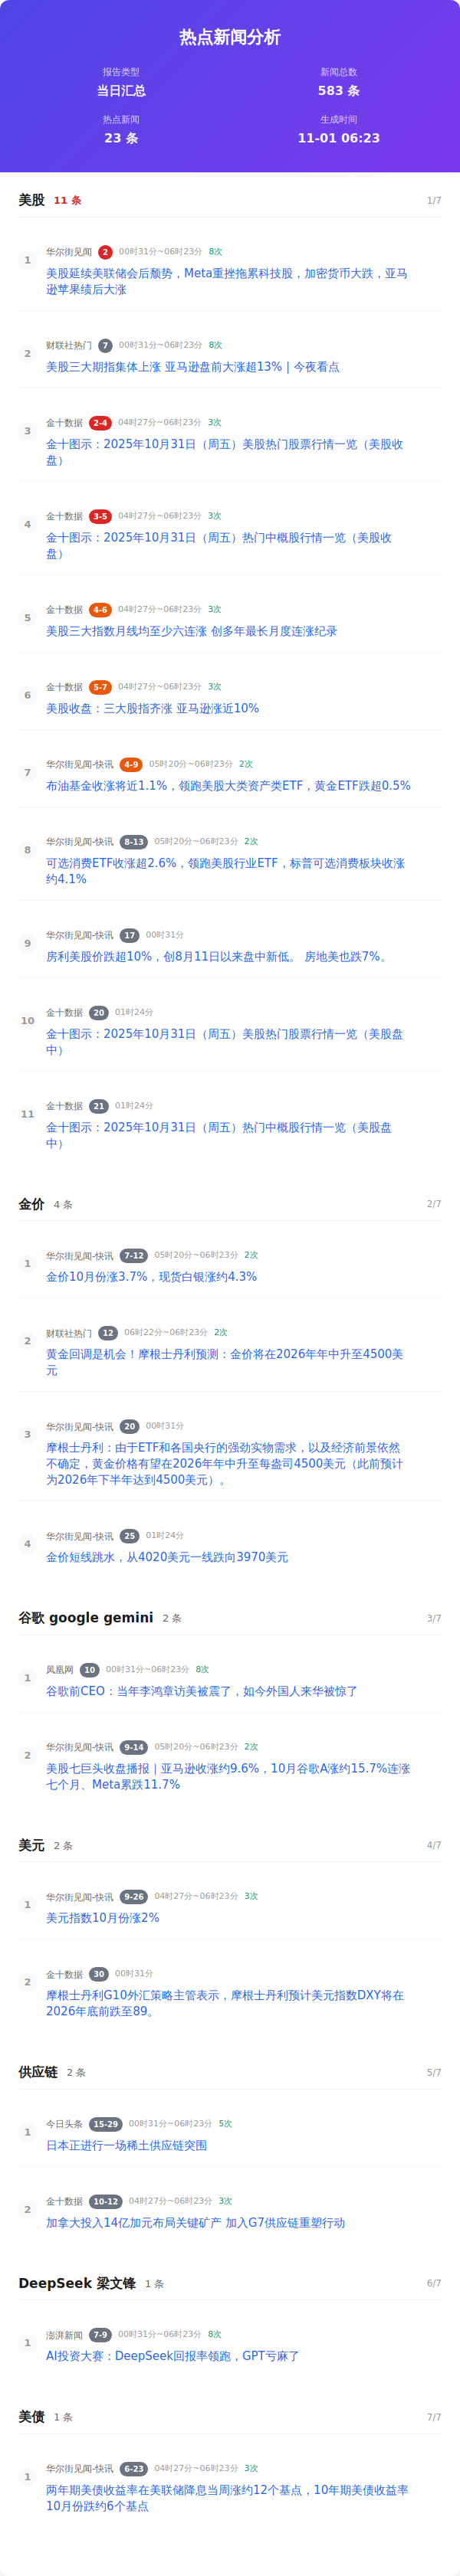 热点新闻分析
报告类型
新闻总数
当日汇总
583 条
热点新闻
生成时间
23 条
11-01 06:23
美股 11 条 1/7
1 华尔街见闻 2 00时31分~06时23分 8次
美股延续美联储会后颓势，Meta重挫拖累科技股，加密货币大跌，亚马
逊苹果绩后大涨
2 财联社热门 7 00时31分~06时23分 8次
美股三大期指集体上涨 亚马逊盘前大涨超13% | 今夜看点
3 金十数据 2-4 04时27分~06时23分 3次
金十图示：2025年10月31日（周五）美股热门股票行情一览（美股收
盘）
4 金十数据 3-5 04时27分~06时23分 3次
金十图示：2025年10月31日（周五）热门中概股行情一览（美股收
盘）
5 金十数据 4-6 04时27分~06时23分 3次
美股三大指数月线均至少六连涨 创多年最长月度连涨纪录
6 金十数据 5-7 04时27分~06时23分 3次
美股收盘：三大股指齐涨 亚马逊涨近10%
7 华尔街见闻-快讯 4-9 05时20分~06时23分 2次
布油基金收涨将近1.1%，领跑美股大类资产类ETF，黄金ETF跌超0.5%
8 华尔街见闻-快讯 8-13 05时20分~06时23分 2次
可选消费ETF收涨超2.6%，领跑美股行业ETF，标普可选消费板块收涨
约4.1%
9 华尔街见闻-快讯 17 00时31分
房利美股价跌超10%，创8月11日以来盘中新低。 房地美也跌7%。
10 金十数据 20 01时24分
金十图示：2025年10月31日（周五）美股热门股票行情一览（美股盘
中）
11 金十数据 21 01时24分
金十图示：2025年10月31日（周五）热门中概股行情一览（美股盘
中）
金价 4 条 2/7
1 华尔街见闻-快讯 7-12 05时20分~06时23分 2次
金价10月份涨3.7%，现货白银涨约4.3%
2 财联社热门 12 06时22分~06时23分 2次
黄金回调是机会！摩根士丹利预测：金价将在2026年年中升至4500美
元
3 华尔街见闻-快讯 20 00时31分
摩根士丹利：由于ETF和各国央行的强劲实物需求，以及经济前景依然
不确定，黄金价格有望在2026年年中升至每盎司4500美元（此前预计
为2026年下半年达到4500美元）。
4 华尔街见闻-快讯 25 01时24分
金价短线跳水，从4020美元一线跌向3970美元
谷歌 google gemini 2 条 3/7
1 凤凰网 10 00时31分~06时23分 8次
谷歌前CEO：当年李鸿章访美被震了，如今外国人来华被惊了
2 华尔街见闻-快讯 9-14 05时20分~06时23分 2次
美股七巨头收盘播报｜亚马逊收涨约9.6%，10月谷歌A涨约15.7%连涨
七个月、Meta累跌11.7%
美元 2 条 4/7
1 华尔街见闻-快讯 9-26 04时27分~06时23分 3次
美元指数10月份涨2%
2 金十数据 30 00时31分
摩根士丹利G10外汇策略主管表示，摩根士丹利预计美元指数DXY将在
2026年底前跌至89。
供应链 2 条 5/7
1 今日头条 15-29 00时31分~06时23分 5次
日本正进行一场稀土供应链突围
2 金十数据 10-12 04时27分~06时23分 3次
加拿大投入14亿加元布局关键矿产 加入G7供应链重塑行动
DeepSeek 梁文锋 1 条 6/7
1 澎湃新闻 7-9 00时31分~06时23分 8次
AI投资大赛：DeepSeek回报率领跑，GPT亏麻了
美债 1 条 7/7
1 华尔街见闻-快讯 6-23 04时27分~06时23分 3次
两年期美债收益率在美联储降息当周涨约12个基点，10年期美债收益率
10月份跌约6个基点